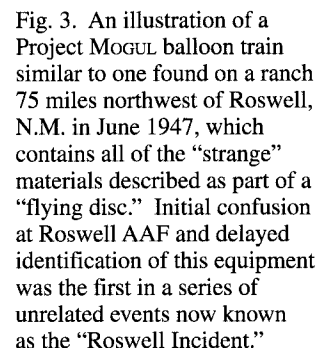 Fig. 3.  An illustration of a
Project MOGUL balloon train
similar to one found on a ranch
75 miles northwest of Roswell,
N.M. in June 1947, which
contains all of the “strange”
materials described as part of a
“flying disc.”  Initial confusion
at Roswell AAF and delayed
identification of this equipment
was the first in a series of
unrelated events now known
as the “Roswell Incident.”